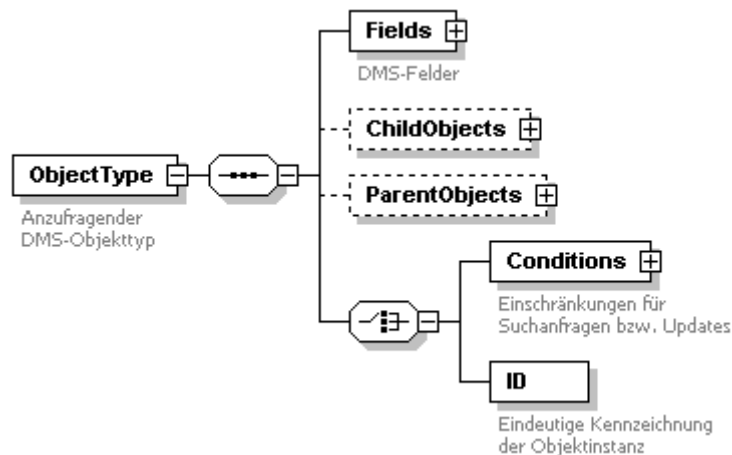 Fields
DMS-Felder
ChildObjects
ObjectType
Anzufragender
DMS-Objekttyp
ParentObjects
Conditions
Einschränkungen für
Suchanfragen bzw. Updates
ID
Eindeutige Kennzeichnung
der Objektinstanz